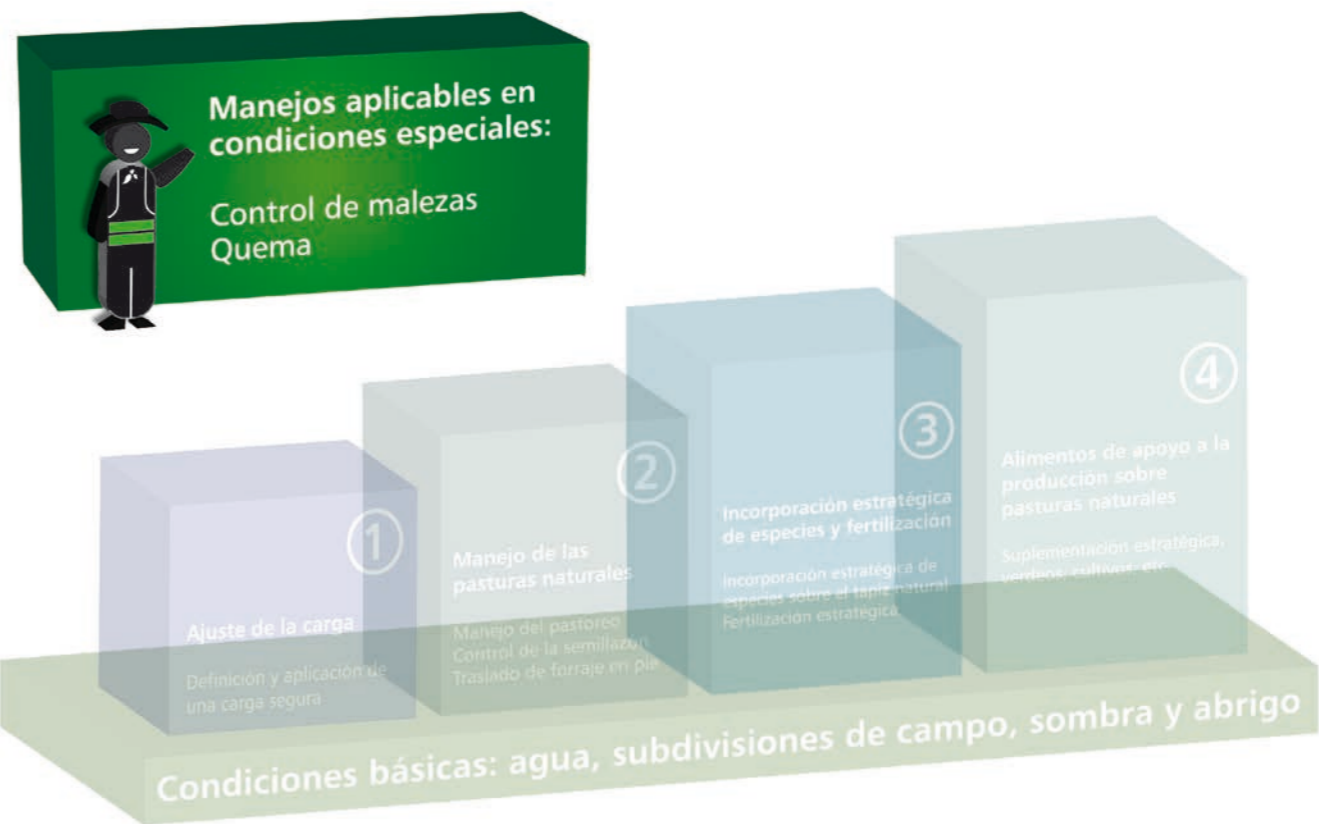 Manejos aplicables en
condiciones especiales:
Control de malezas
Quema
1
Ajuste de la carga
Definición y aplicación de
una carga segura
2
Manejo de las
pasturas naturales
Manejo del pastoreo
Control de la semillazón
Traslado de forraje en pie
3
Incorporación estratégica
de especies y fertilización
Incorporación estratégica de
especies sobre el tapiz natural
Fertilización estratégica
4
Alimentos de apoyo a la
producción sobre
pasturas naturales
Suplementación estratégica,
verdeos, cultivos, etc.
Condiciones básicas: agua, subdivisiones de campo, sombra y abrigo